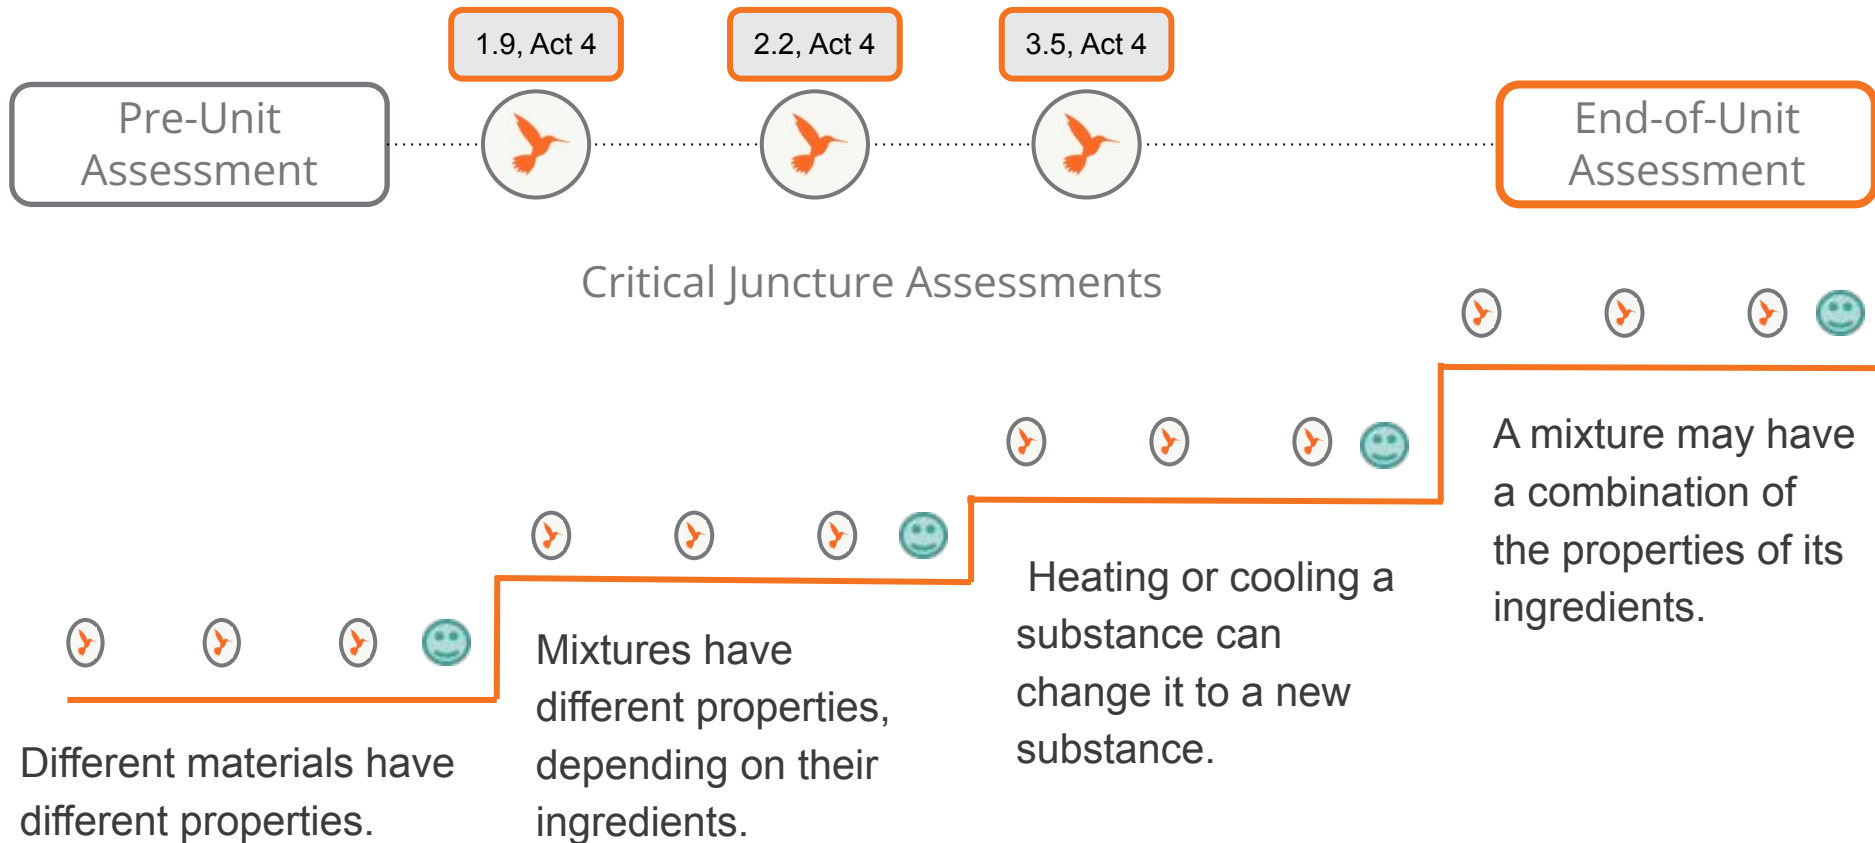 1.9, Act 4
2.2, Act 4
3.5, Act 4
Pre-Unit
Assessment
End-of-Unit
Assessment
Critical Juncture Assessments
Different materials have
different properties.
Mixtures have
different properties,
depending on their
ingredients.
Heating or cooling a
substance can
change it to a new
substance.
A mixture may have
a combination of
the properties of its
ingredients.